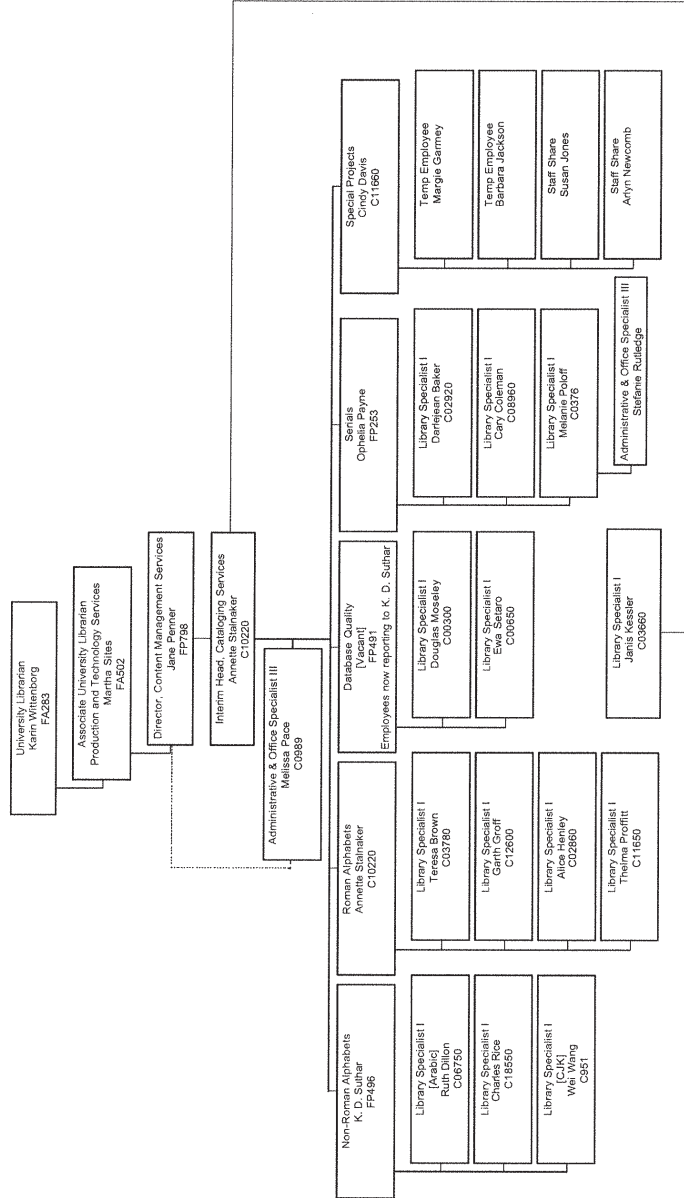 University Librarian
Karin Wittenborg
FA283
Associate University Librarian
Production and Technology Services
Martha Sites
FA502
Director, Content Management Services
Jane Penner
FP798
Interim Head, Cataloging Services
Annette Stalnaker
C10220
Administrative & Office Specialist III
Melissa Pace
C0989
Non-Roman Alphabets
K. D. Suthar
FP496
Library Specialist I
[Arabic]
Ruth Dillon
C06750
Library Specialist I
Charles Rice
C18550
Library Specialist I
[CJK]
Wei Wang
C951
Roman Alphabets
Annette Stalnaker
C10220
Library Specialist I
Teresa Brown
C03780
Library Specialist I
Garth Groff
C12600
Library Specialist I
Alice Henley
C02860
Library Specialist I
Thelma Proffitt
C11650
Database Quality
[Vacant]
FP491
Employees now reporting to K. D. Suthar
Library Specialist I
Douglas Moseley
C00300
Library Specialist I
Ewa Setaro
C00650
Library Specialist I
Janis Kessler
C03660
Serials
Ophelia Payne
FP253
Library Specialist I
Darlejean Baker
C02920
Library Specialist I
Cary Coleman
C08960
Library Specialist I
Melanie Poloff
C0376
Administrative & Office Specialist III
Stefanie Rutledge
Special Projects
Cindy Davis
C11660
Temp Employee
Margie Garmey
Temp Employee
Barbara Jackson
Staff Share
Susan Jones
Staff Share
Arlyn Newcomb